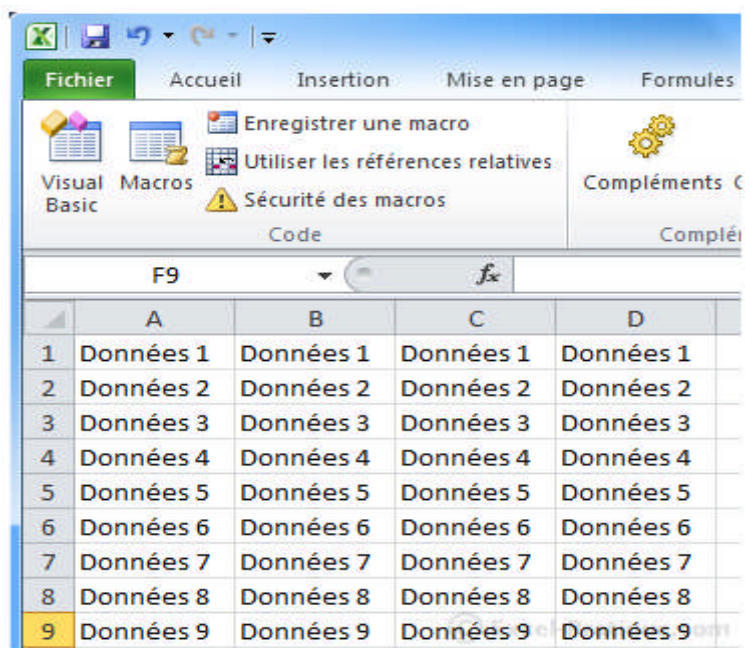 Fichier Accueil Insertion Mise en page Formules
Enregistrer une macro
Utiliser les références relatives
Visual Basic Macros Sécurité des macros Compléments
Code
F9 fx
A B C D
1 Données 1 Données 1 Données 1 Données 1
2 Données 2 Données 2 Données 2 Données 2
3 Données 3 Données 3 Données 3 Données 3
4 Données 4 Données 4 Données 4 Données 4
5 Données 5 Données 5 Données 5 Données 5
6 Données 6 Données 6 Données 6 Données 6
7 Données 7 Données 7 Données 7 Données 7
8 Données 8 Données 8 Données 8 Données 8
9 Données 9 Données 9 Données 9 Données 9